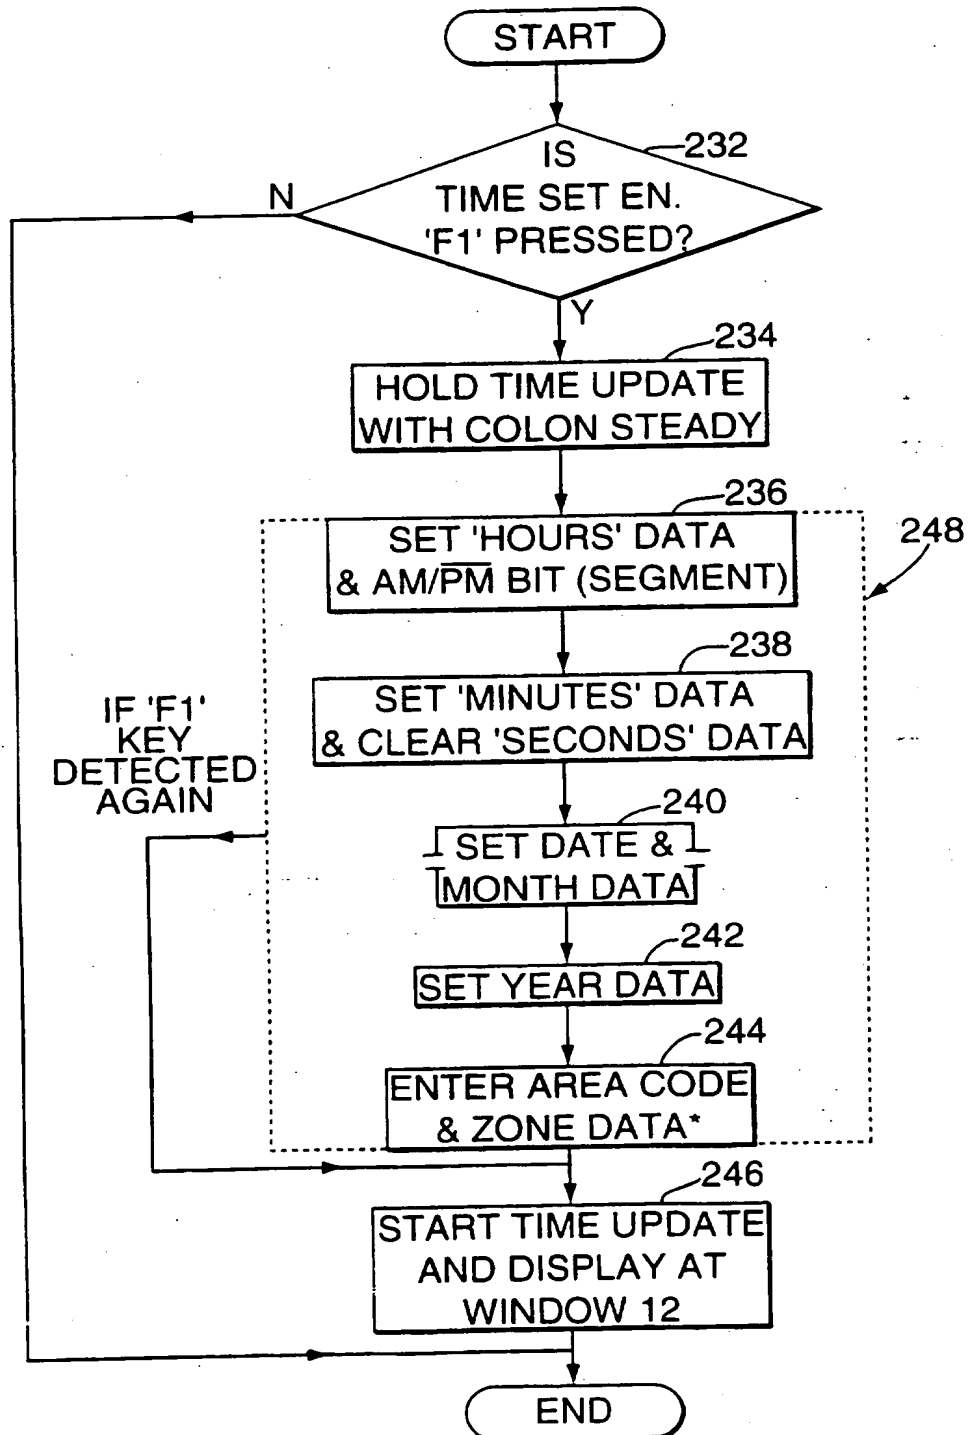 START
232
IS
TIME SET EN.
'F1' PRESSED?
N
Y
234
HOLD TIME UPDATE
WITH COLON STEADY
236
SET 'HOURS' DATA
& AM/P̅M̅ BIT (SEGMENT)
248
238
SET 'MINUTES' DATA
& CLEAR 'SECONDS' DATA
IF 'F1'
KEY
DETECTED
AGAIN
240
SET DATE &
MONTH DATA
242
SET YEAR DATA
244
ENTER AREA CODE
& ZONE DATA*
246
START TIME UPDATE
AND DISPLAY AT
WINDOW 12
END